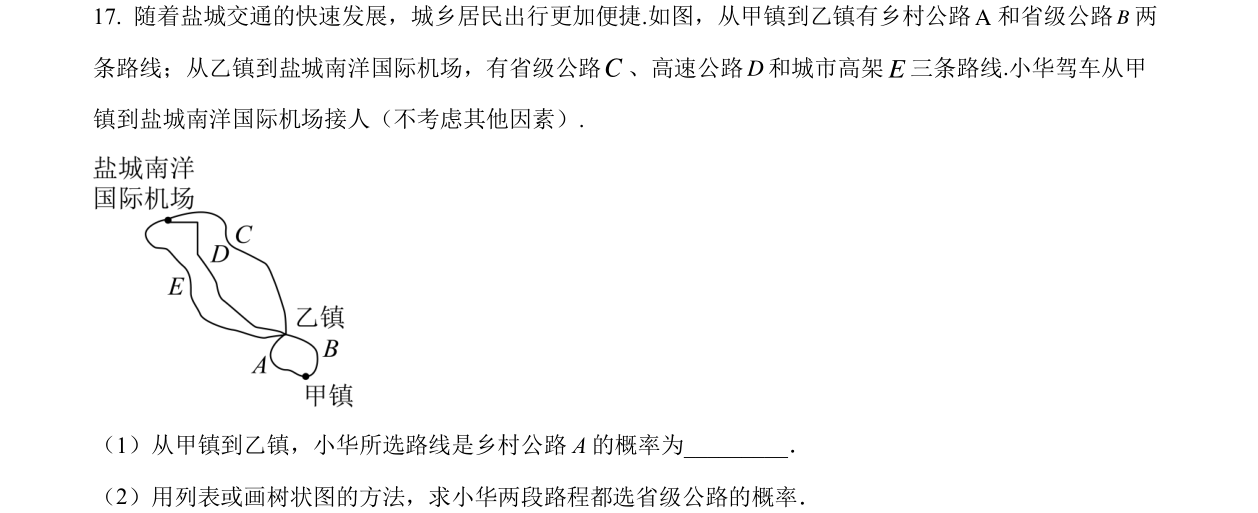 17. 随着盐城交通的快速发展，城乡居民出行更加便捷.如图，从甲镇到乙镇有乡村公路 A 和省级公路 B 两
条路线；从乙镇到盐城南洋国际机场，有省级公路 C 、高速公路 D 和城市高架 E 三条路线.小华驾车从甲
镇到盐城南洋国际机场接人（不考虑其他因素）.
盐城南洋
国际机场
C
D
E
乙镇
B
A
甲镇
（1）从甲镇到乙镇，小华所选路线是乡村公路 A 的概率为_________.
（2）用列表或画树状图的方法，求小华两段路程都选省级公路的概率.